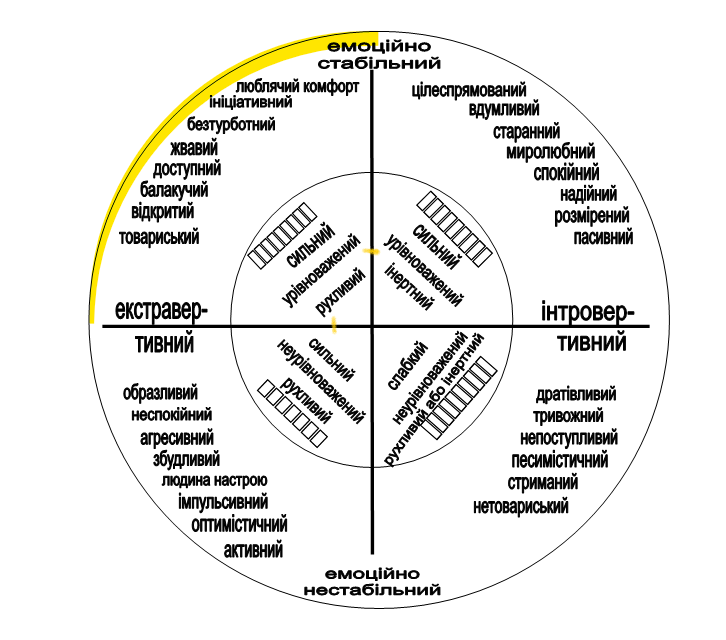 емоційно
стабільний
люблячий комфорт
ініціативний
безтурботний
жвавий
доступний
балакучий
відкритий
товариський
цілеспрямований
вдумливий
старанний
миролюбний
спокійний
надійний
розмірений
пасивний
сильний
урівноважений
рухливий
сильний
урівноважений
інертний
екстравер-
тивний
інтровер-
тивний
сильний
неурівноважений
рухливий
слабкий
неурівноважений
рухливий або інертний
образливий
неспокійний
агресивний
збудливий
людина настрою
імпульсивний
оптимістичний
активний
дратівливий
тривожний
непоступливий
песимістичний
стриманий
нетовариський
емоційно
нестабільний